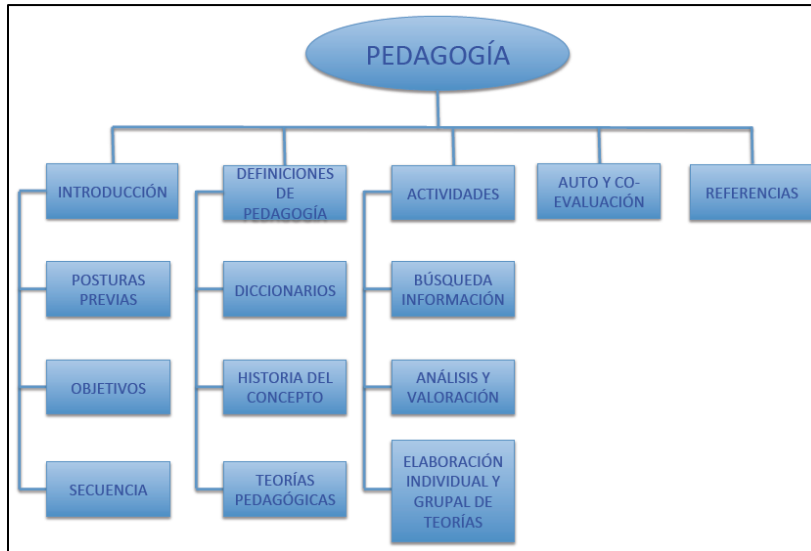 PEDAGOGÍA
INTRODUCCIÓN
DEFINICIONES
DE
PEDAGOGÍA
ACTIVIDADES
AUTO Y CO-
EVALUACIÓN
REFERENCIAS
POSTURAS
PREVIAS
DICCIONARIOS
BÚSQUEDA
INFORMACIÓN
OBJETIVOS
HISTORIA DEL
CONCEPTO
ANÁLISIS Y
VALORACIÓN
SECUENCIA
TEORÍAS
PEDAGÓGICAS
ELABORACIÓN
INDIVIDUAL Y
GRUPAL DE
TEORÍAS